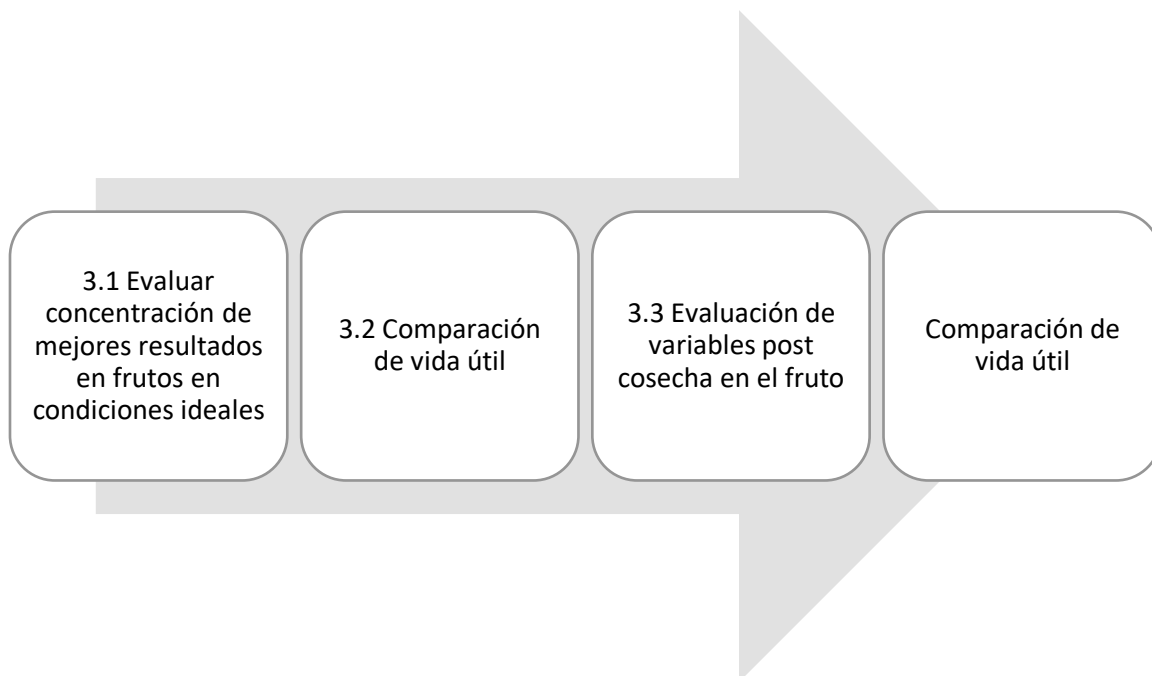 3.1 Evaluar
concentración de
mejores resultados
en frutos en
condiciones ideales
3.2 Comparación
de vida útil
3.3 Evaluación de
variables post
cosecha en el fruto
Comparación de
vida útil